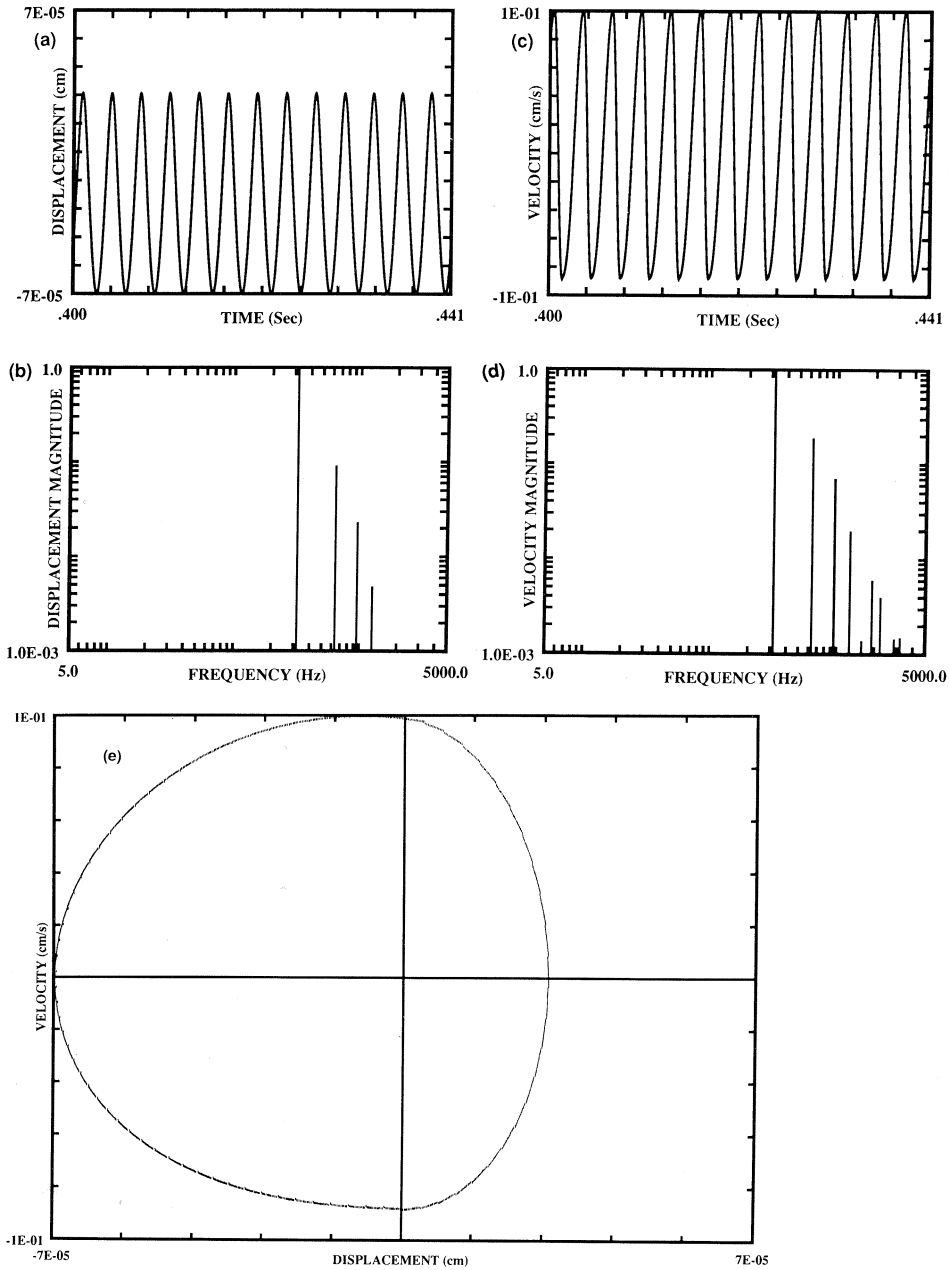 (a)
7E-05
DISPLACEMENT (cm)
-7E-05
.400
TIME (Sec)
.441
(c)
1E-01
VELOCITY (cm/s)
-1E-01
.400
TIME (Sec)
.441
(b)
1.0
DISPLACEMENT MAGNITUDE
1.0E-03
5.0
FREQUENCY (Hz)
5000.0
(d)
1.0
VELOCITY MAGNITUDE
1.0E-03
5.0
FREQUENCY (Hz)
5000.0
(e)
1E-01
VELOCITY (cm/s)
-1E-01
-7E-05
DISPLACEMENT (cm)
7E-05